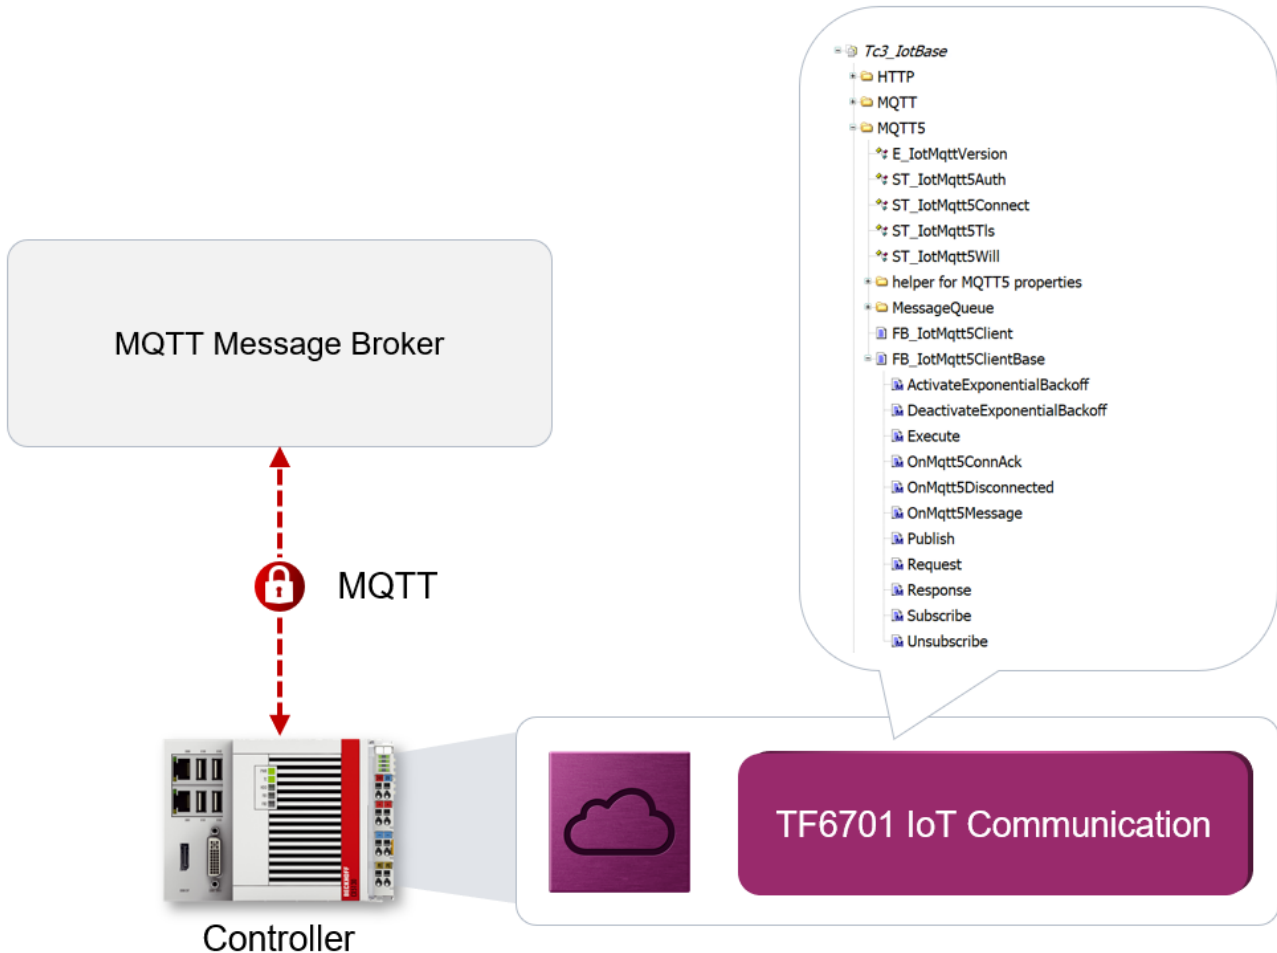 Tc3_IotBase
HTTP
MQTT
MQTT5
E_IotMqttVersion
ST_IotMqtt5Auth
ST_IotMqtt5Connect
ST_IotMqtt5Tls
ST_IotMqtt5Will
helper for MQTT5 properties
MessageQueue
FB_IotMqtt5Client
FB_IotMqtt5ClientBase
ActivateExponentialBackoff
DeactivateExponentialBackoff
Execute
OnMqtt5ConnAck
OnMqtt5Disconnected
OnMqtt5Message
Publish
Request
Response
Subscribe
Unsubscribe
MQTT Message Broker
MQTT
BECKHOFF
Controller
TF6701 IoT Communication